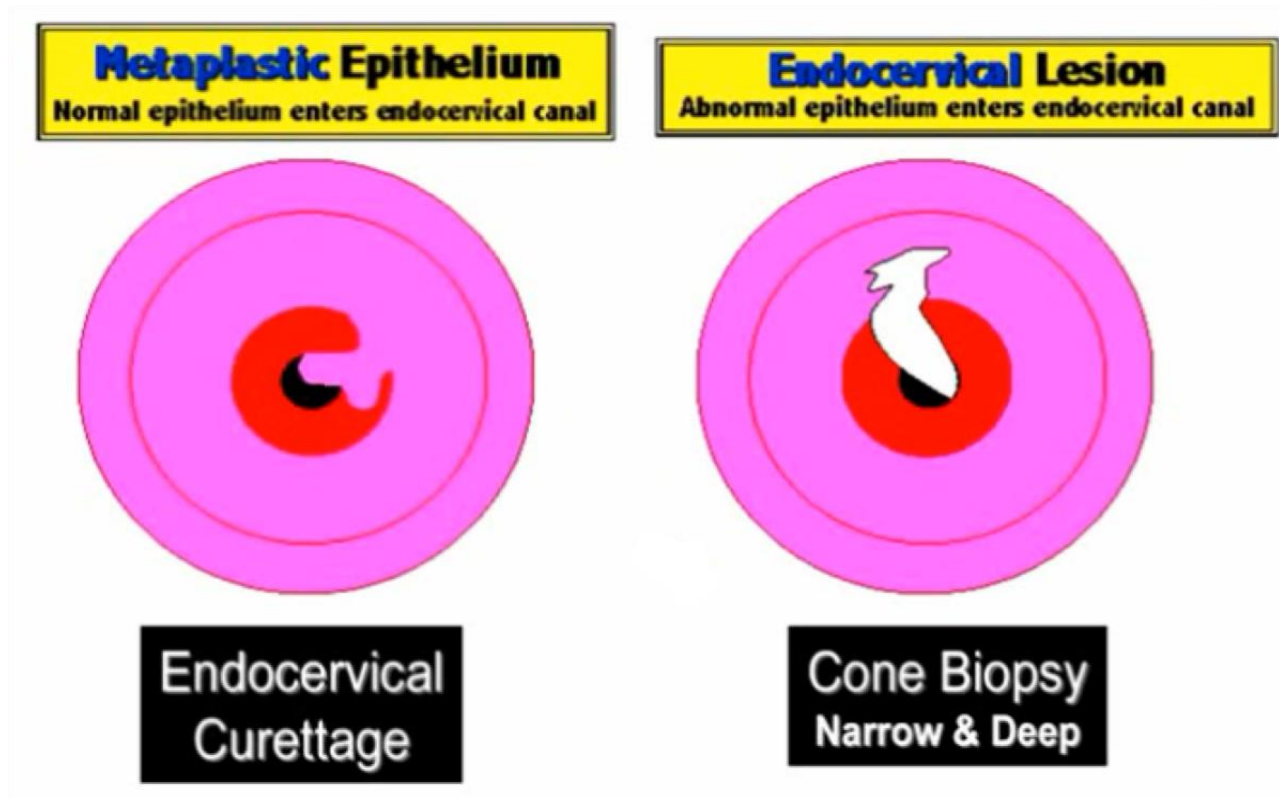 Metaplastic Epithelium
Normal epithelium enters endocervical canal
Endocervical Lesion
Abnormal epithelium enters endocervical canal
Endocervical
Curettage
Cone Biopsy
Narrow & Deep